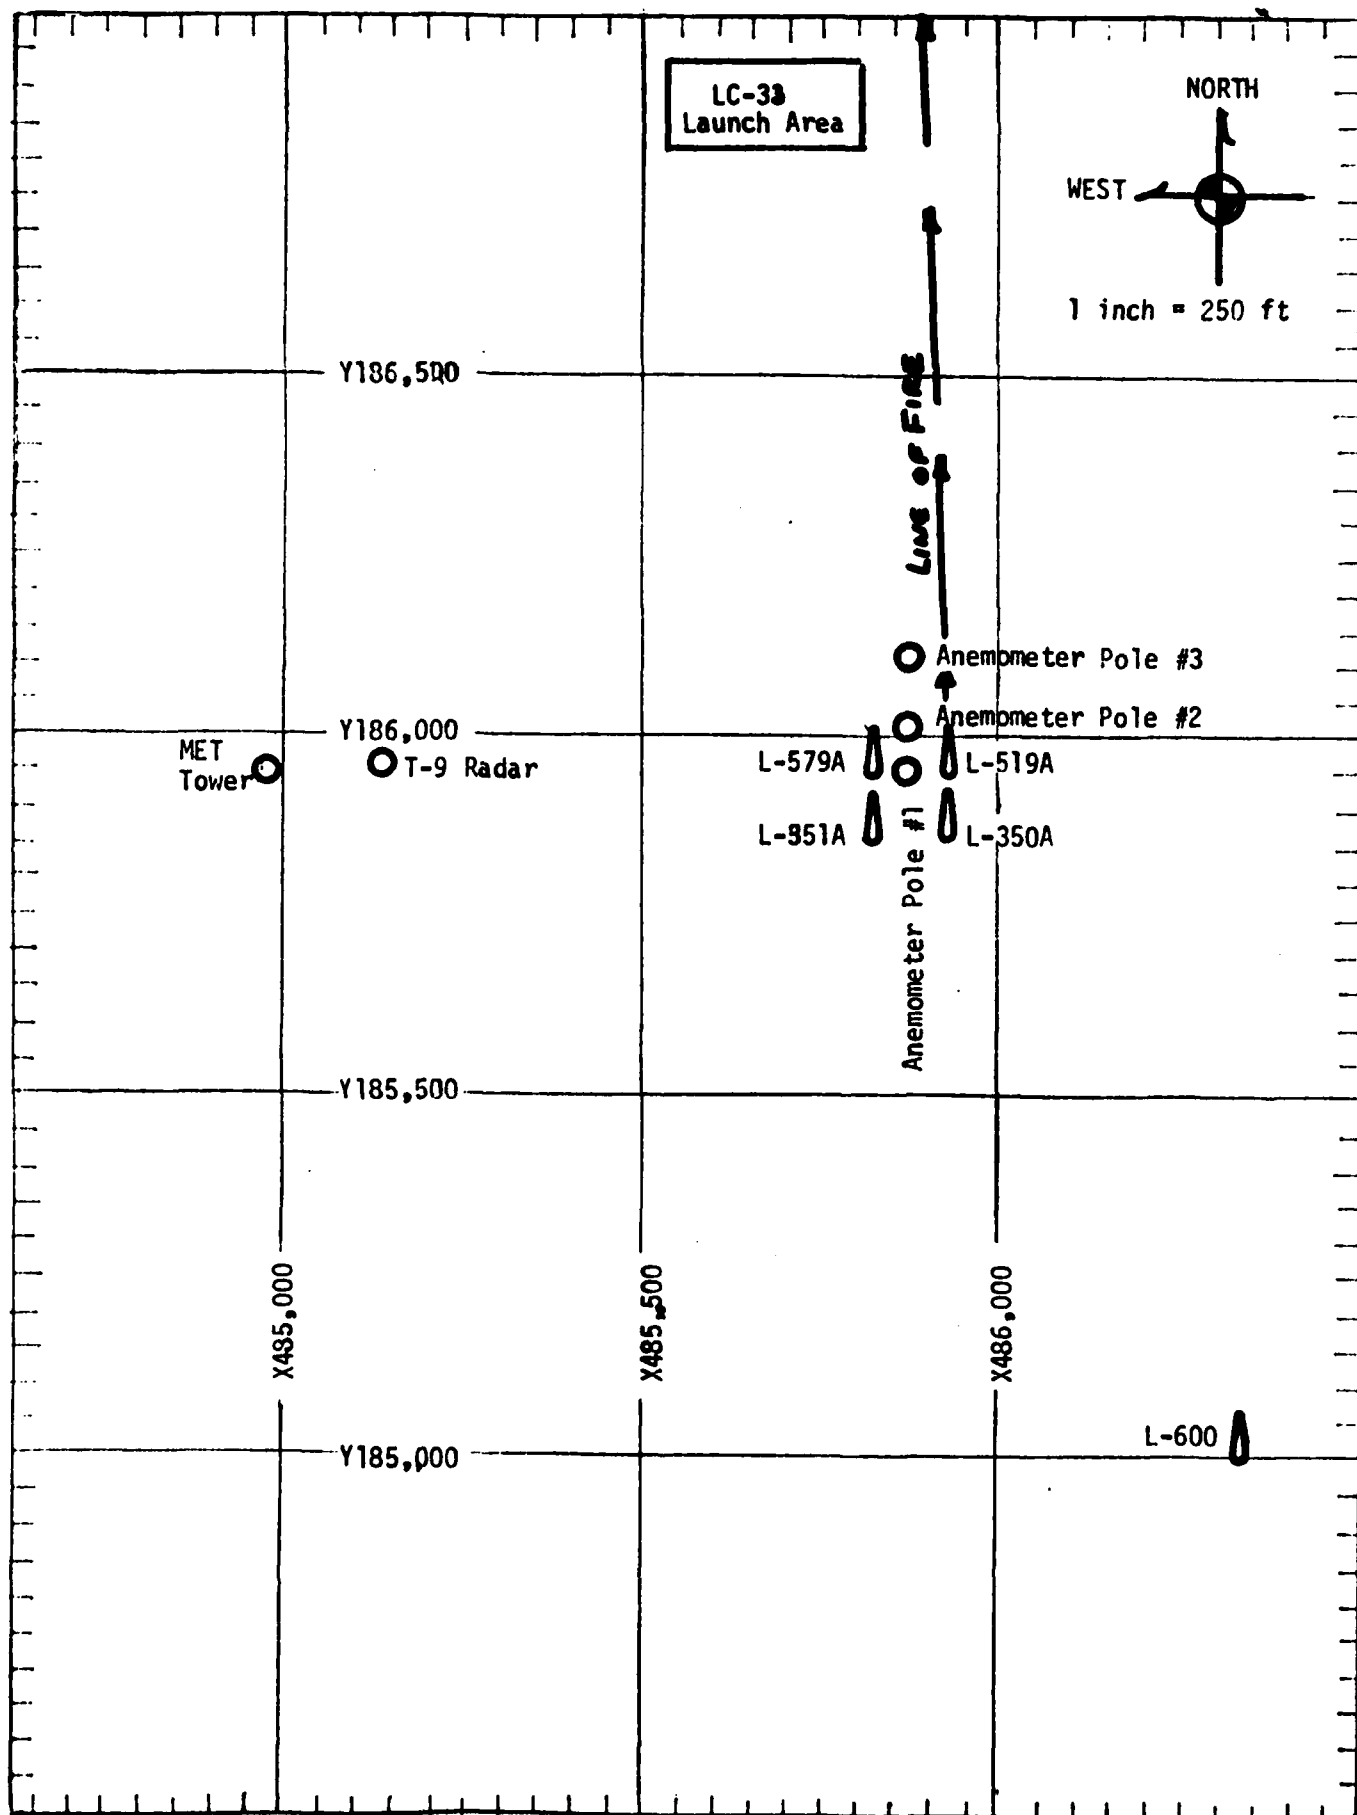 LC-33
Launch Area
NORTH
WEST
1 inch = 250 ft
Y186,500
LINE OF FIRE
Anemometer Pole #3
Anemometer Pole #2
Y186,000
MET
Tower
T-9 Radar
L-579A
L-519A
L-351A
L-350A
Anemometer Pole #1
Y185,500
X485,000
X485,500
X486,000
L-600
Y185,000